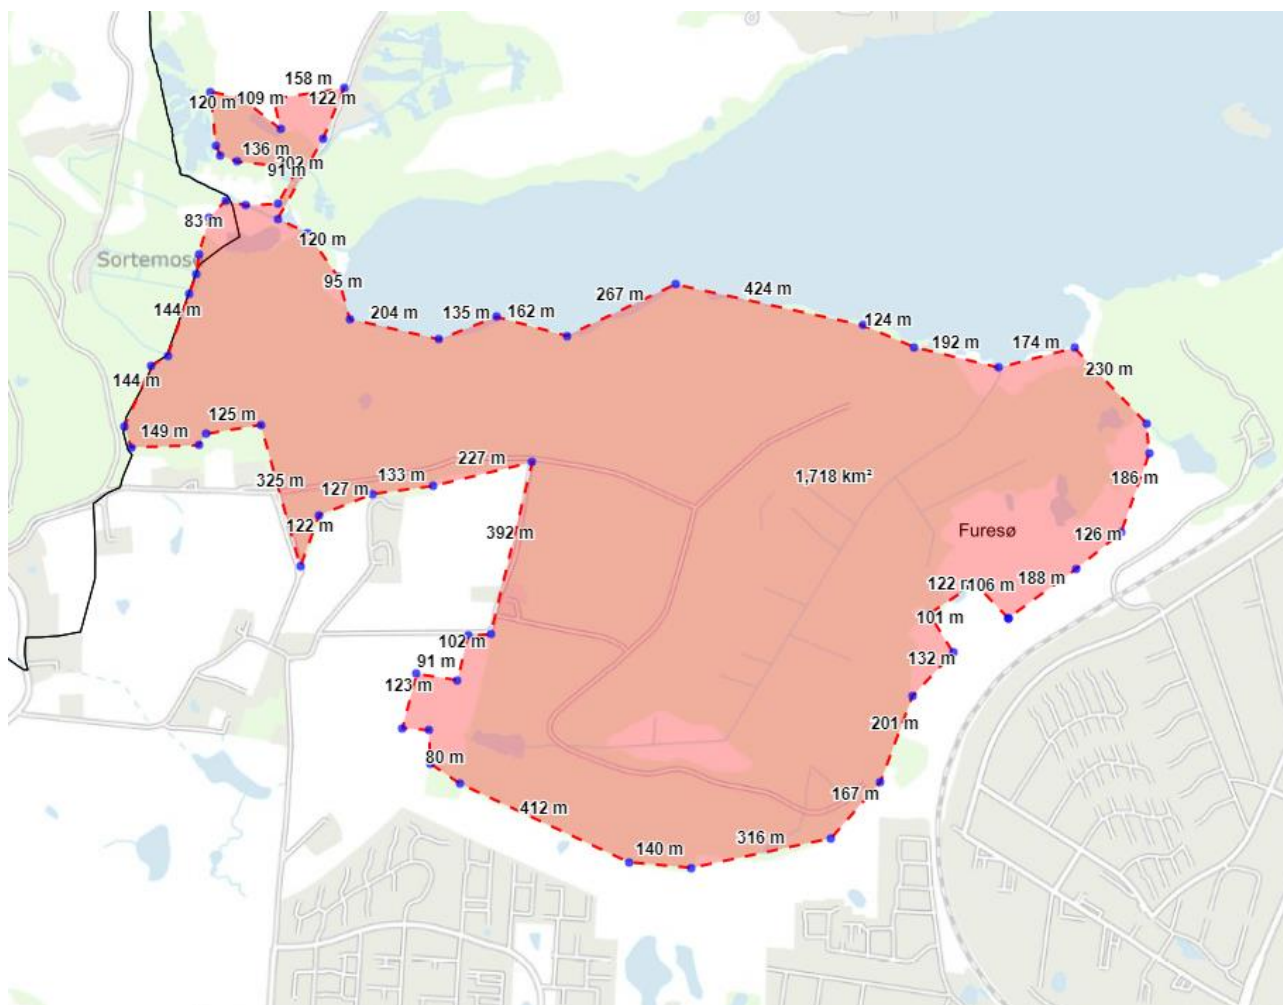 158 m
120 m
109 m
122 m
136 m
202 m
91 m
83 m
120 m
Sortemose
95 m
144 m
204 m
135 m
162 m
267 m
424 m
124 m
192 m
174 m
230 m
144 m
149 m
125 m
325 m
127 m
133 m
227 m
122 m
392 m
1,718 km²
186 m
Furesø
126 m
122 m
106 m
188 m
101 m
132 m
102 m
91 m
123 m
201 m
80 m
167 m
412 m
140 m
316 m